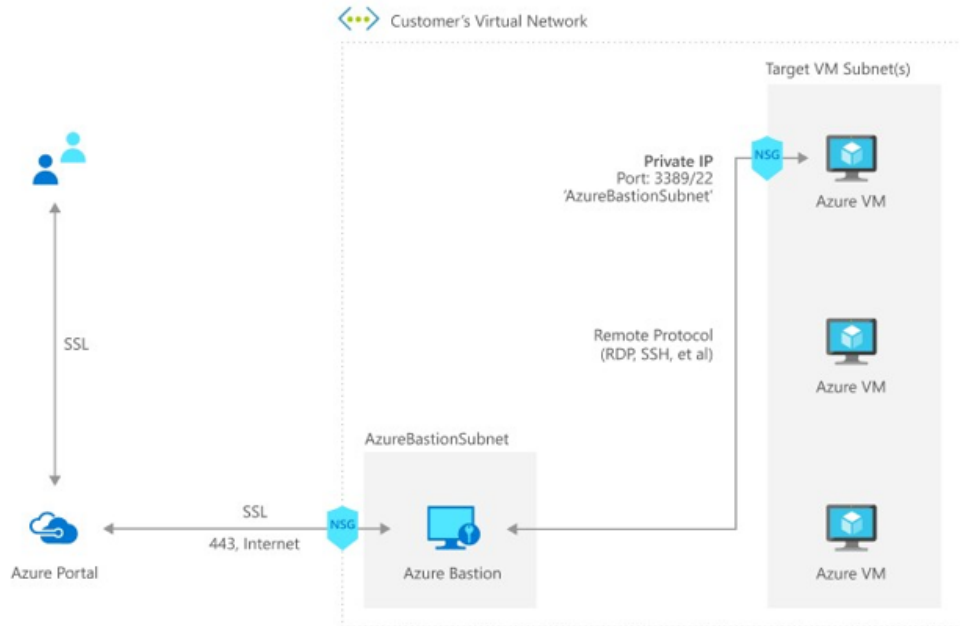 Customer's Virtual Network
Target VM Subnet(s)
NSG
Private IP
Port: 3389/22
'AzureBastionSubnet'
Azure VM
SSL
Remote Protocol
(RDP, SSH, et al)
Azure VM
AzureBastionSubnet
SSL
NSG
443, Internet
Azure Portal
Azure Bastion
Azure VM